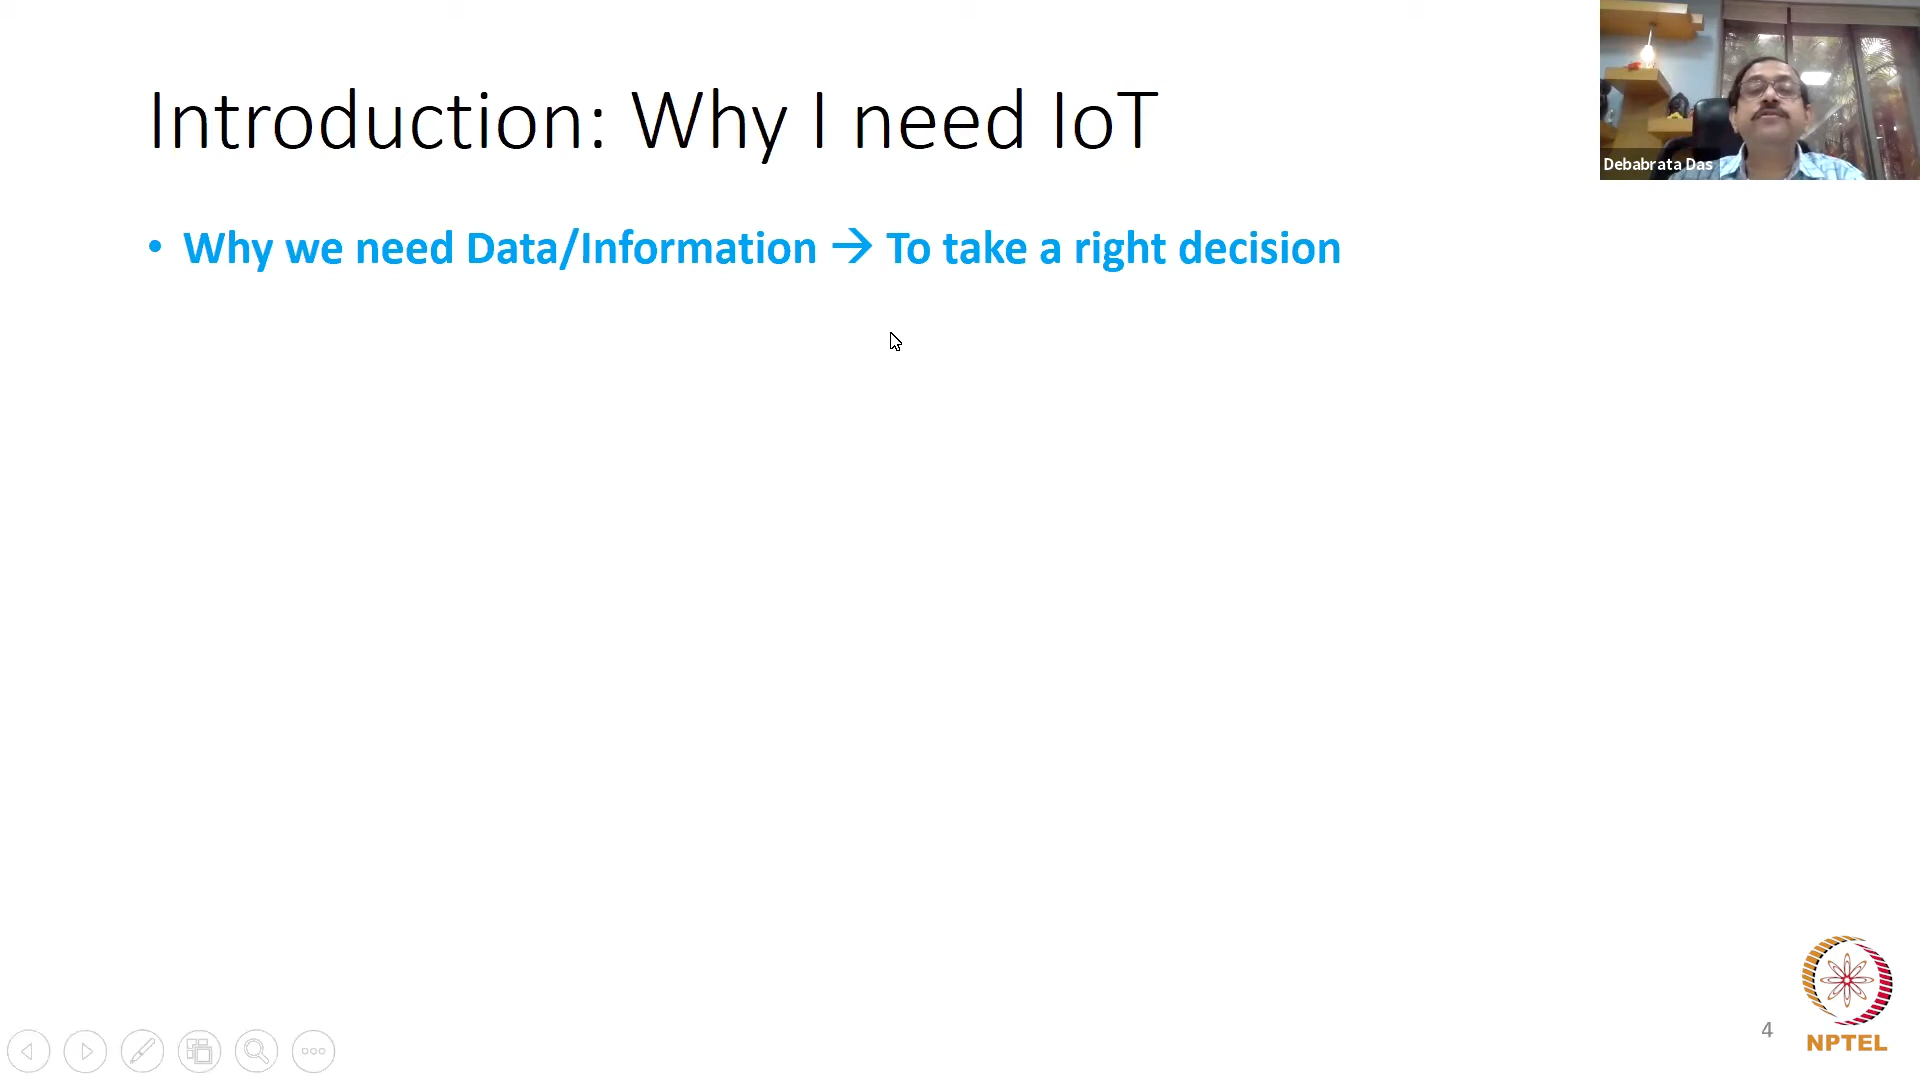 Introduction: Why I need IoT
Debabrata Das
• Why we need Data/Information → To take a right decision
4
NPTEL